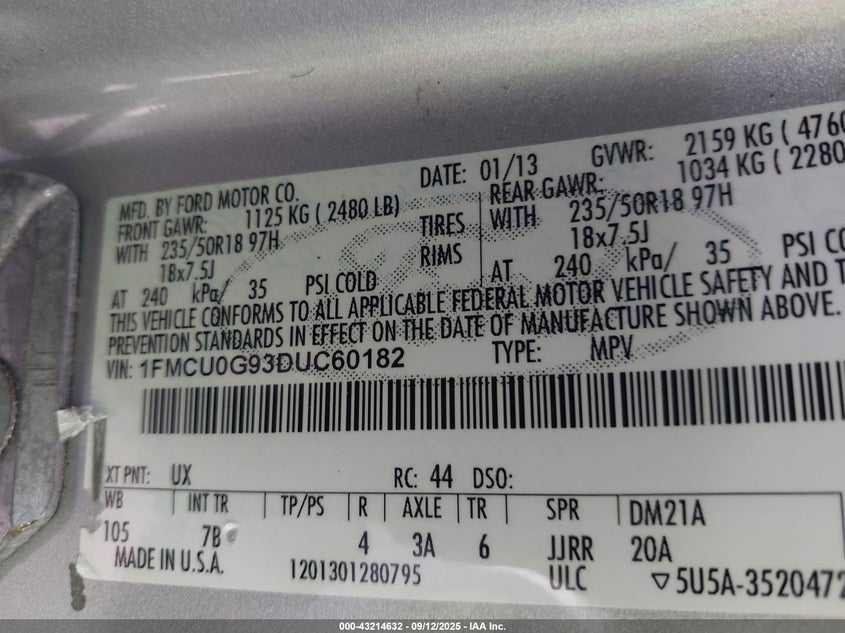 DATE: 01/13 GVWR: 2159 KG ( 4760
MFD. BY FORD MOTOR CO.
FRONT GAWR: 1125 KG ( 2480 LB) REAR GAWR: 1034 KG ( 2280
WITH 235/50R18 97H TIRES WITH 235/50R18 97H
18x7.5J RIMS 18x7.5J
AT 240 kPa/ 35 PSI COLD AT 240 kPa/ 35 PSI CO
THIS VEHICLE CONFORMS TO ALL APPLICABLE FEDERAL MOTOR VEHICLE SAFETY AND T
PREVENTION STANDARDS IN EFFECT ON THE DATE OF MANUFACTURE SHOWN ABOVE.
VIN: 1FMCU0G93DUC60182 TYPE: MPV
XT PNT: UX RC: 44 DSO:
WB INT TR TP/PS R AXLE TR SPR DM21A
105 7B 4 3A 6 JJRR 20A
MADE IN U.S.A. 1201301280795 ULC ▽5U5A-3520472
000-43214632 - 09/12/2025 - IAA Inc.